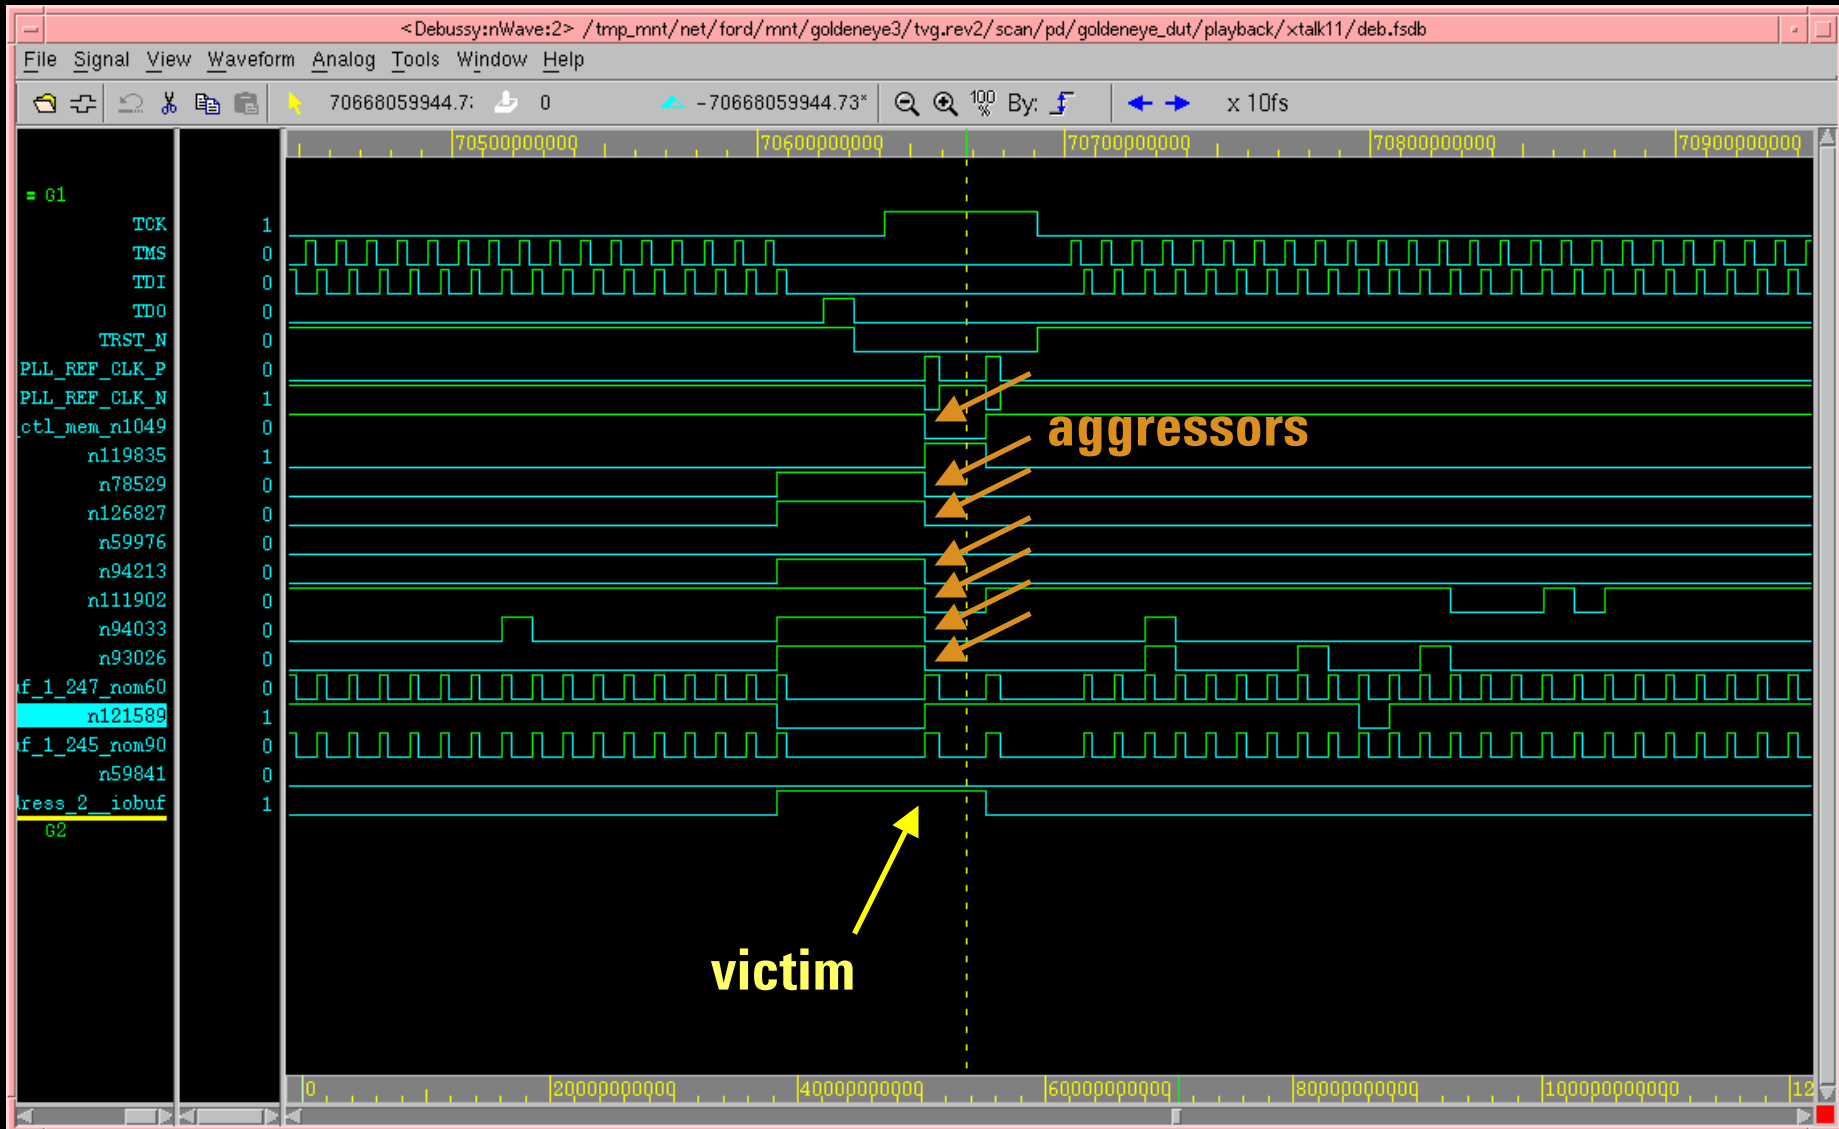 <Debussy:nWave:2> /tmp_mnt/net/ford/mnt/goldeneye3/tvg.rev2/scan/pd/goldeneye_dut/playback/xtalk11/deb.fsdb
File Signal View Waveform Analog Tools Window Help
70668059944.7 0 -70668059944.73* 100 % By: x 10fs
70500000000 70600000000 70700000000 70800000000 70900000000
= G1
TCK 1
TMS 0
TDI 0
TDO 0
TRST_N 0
PLL_REF_CLK_P 0
PLL_REF_CLK_N 1
_ctl_mem_n1049 0
aggressors
n119835 1
n78529 0
n126827 0
n59976 0
n94213 0
n111902 0
n94033 0
n93026 0
f_1_247_nom60 0
n121589 1
f_1_245_nom90 0
n59841 0
ress_2__iobuf 1
G2
victim
0 20000000000 40000000000 60000000000 80000000000 100000000000 12